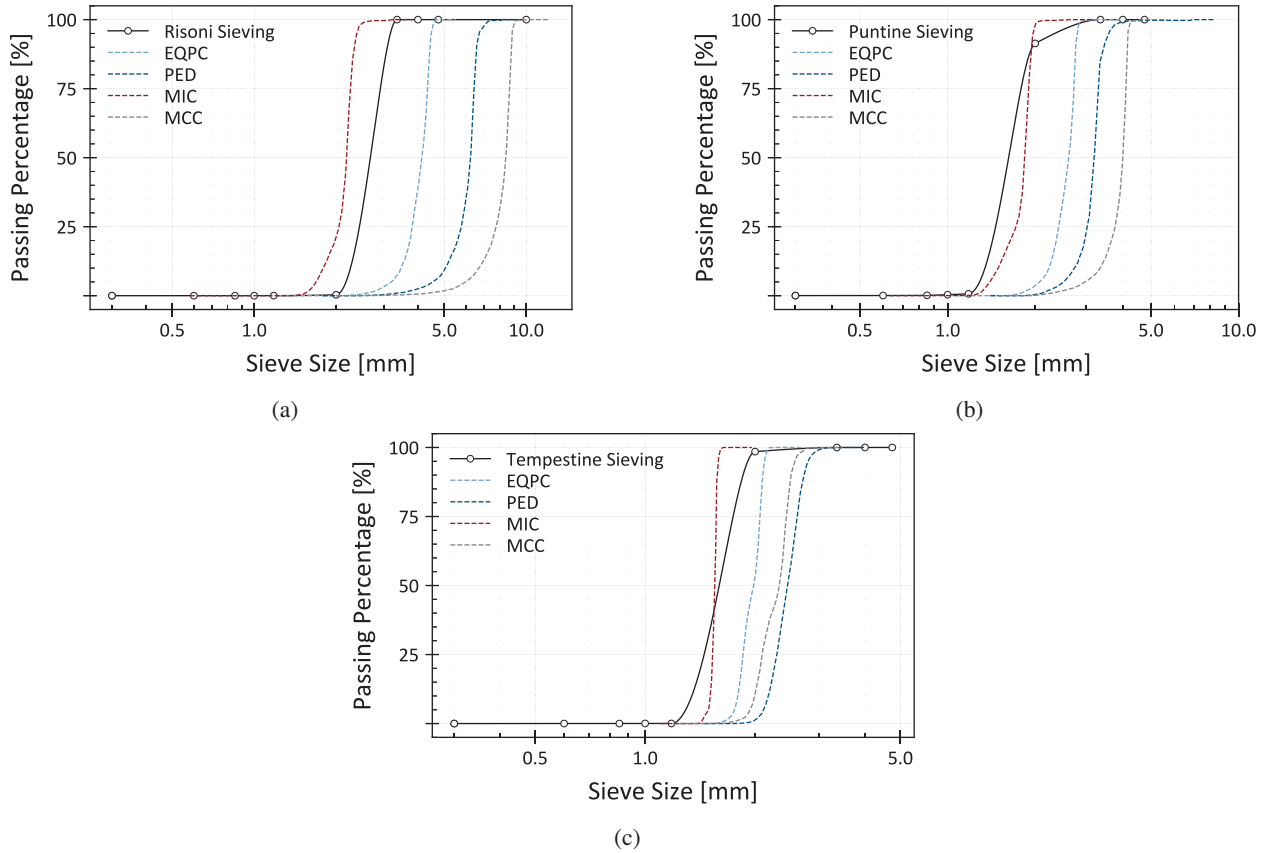 Passing Percentage [%]
100
75
50
25
Risoni Sieving
EQPC
PED
MIC
MCC
0.5
1.0
5.0
10.0
Sieve Size [mm]
(a)
Passing Percentage [%]
100
75
50
25
Puntine Sieving
EQPC
PED
MIC
MCC
0.5
1.0
5.0
10.0
Sieve Size [mm]
(b)
Passing Percentage [%]
100
75
50
25
Tempestine Sieving
EQPC
PED
MIC
MCC
0.5
1.0
5.0
Sieve Size [mm]
(c)